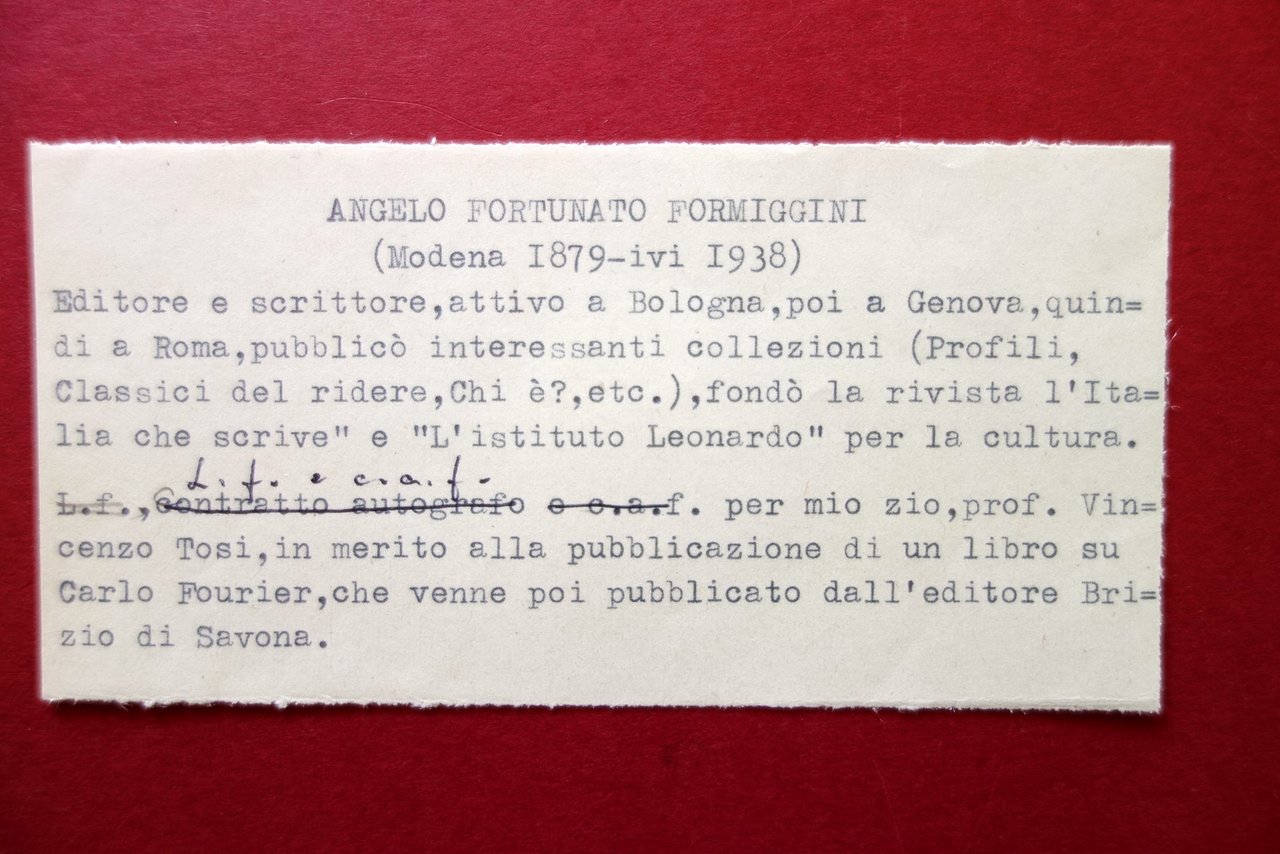 ANGELO FORTUNATO FORMIGGINI
(Modena I879-ivi I938)
Editore e scrittore,attivo a Bologna,poi a Genova,quin=
di a Roma,pubblicò interessanti collezioni (Profili,
Classici del ridere,Chi è?,etc.),fondò la rivista l'Ita=
lia che scrive" e "L'istituto Leonardo" per la cultura.
L.f. e c.a.f.
L.f.,Contratto autografo e c.a.f. per mio zio,prof. Vin=
cenzo Tosi,in merito alla pubblicazione di un libro su
Carlo Fourier,che venne poi pubblicato dall'editore Bri=
zio di Savona.